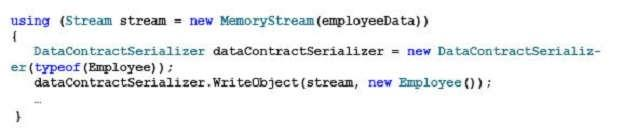 using (Stream stream = new MemoryStream(employeeData))
{
DataContractSerializer dataContractSerializer = new DataContractSerializ-
er(typeof(Employee));
dataContractSerializer.WriteObject(stream, new Employee());
…
}